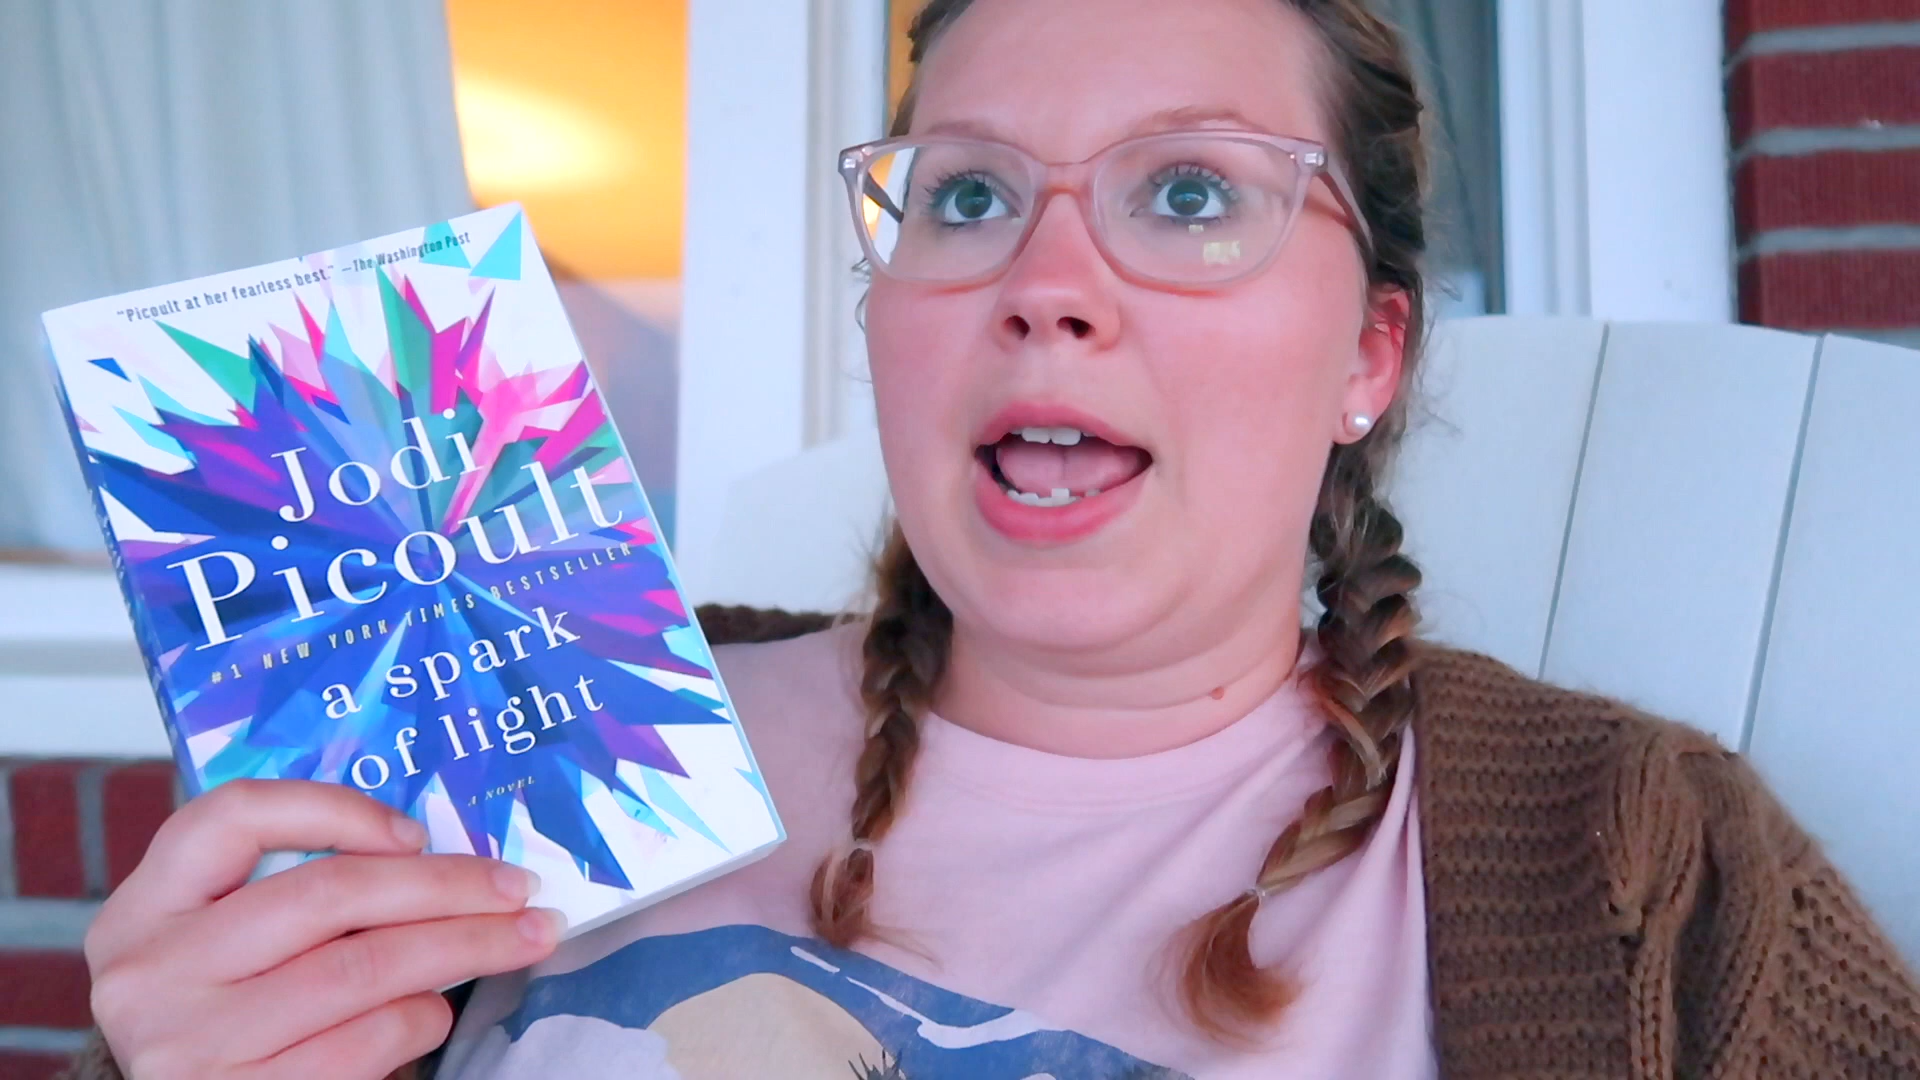 "Picoult at her fearless best." —The Washington Post
Jodi
Picoult
#1 NEW YORK TIMES BESTSELLER
a spark
of light
A NOVEL